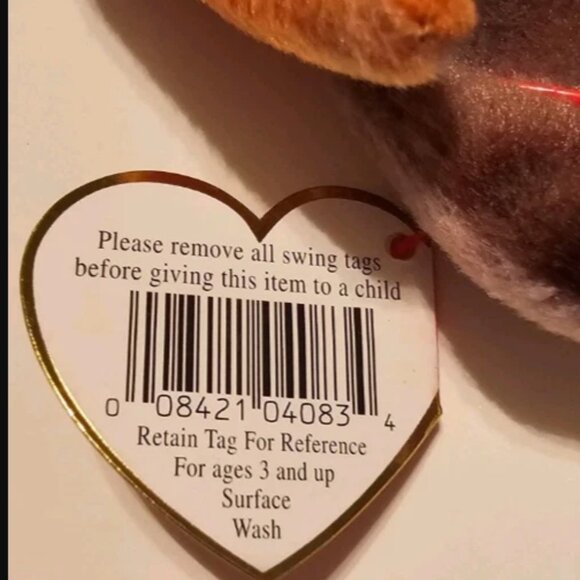 Please remove all swing tags
before giving this item to a child
0 08421 04083 4
Retain Tag For Reference
For ages 3 and up
Surface
Wash